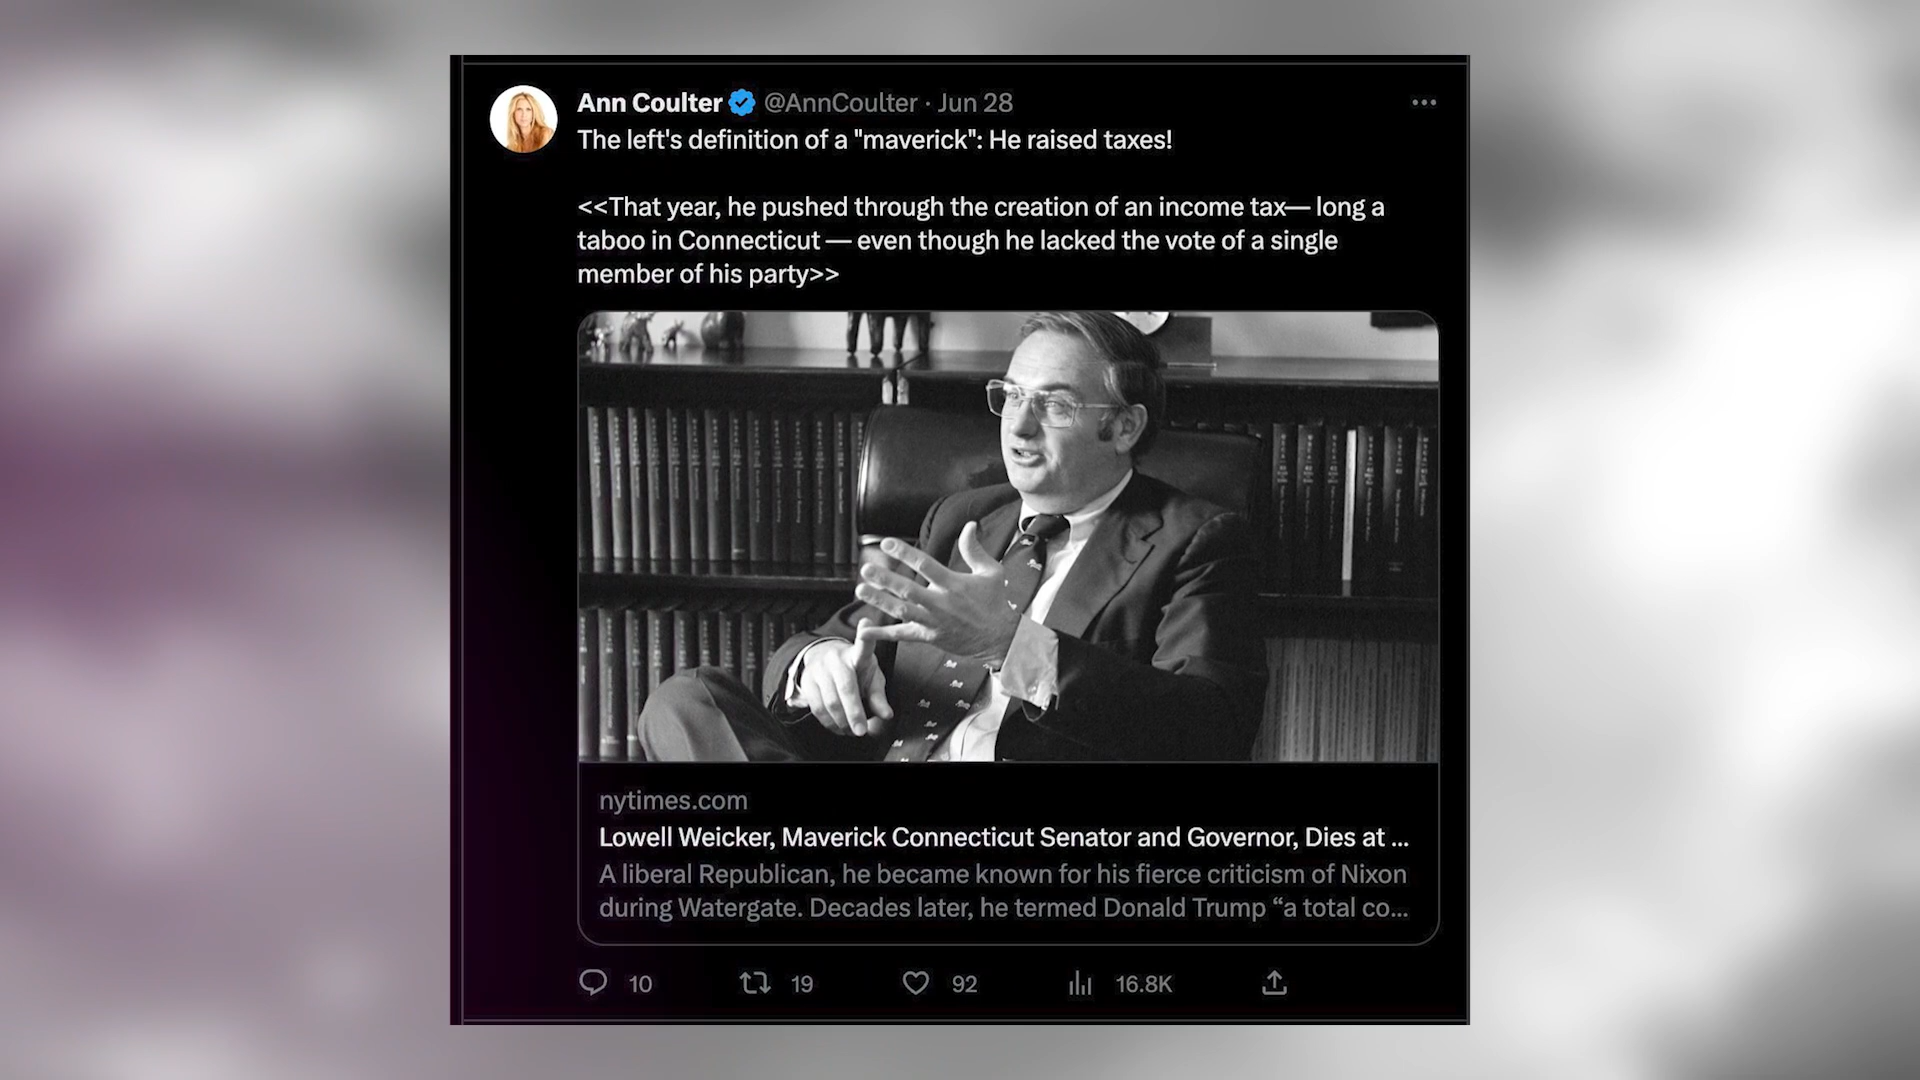 Ann Coulter @AnnCoulter · Jun 28
The left's definition of a "maverick": He raised taxes!
<<That year, he pushed through the creation of an income tax— long a
taboo in Connecticut — even though he lacked the vote of a single
member of his party>>
nytimes.com
Lowell Weicker, Maverick Connecticut Senator and Governor, Dies at ...
A liberal Republican, he became known for his fierce criticism of Nixon
during Watergate. Decades later, he termed Donald Trump “a total co...
10 19 92 16.8K